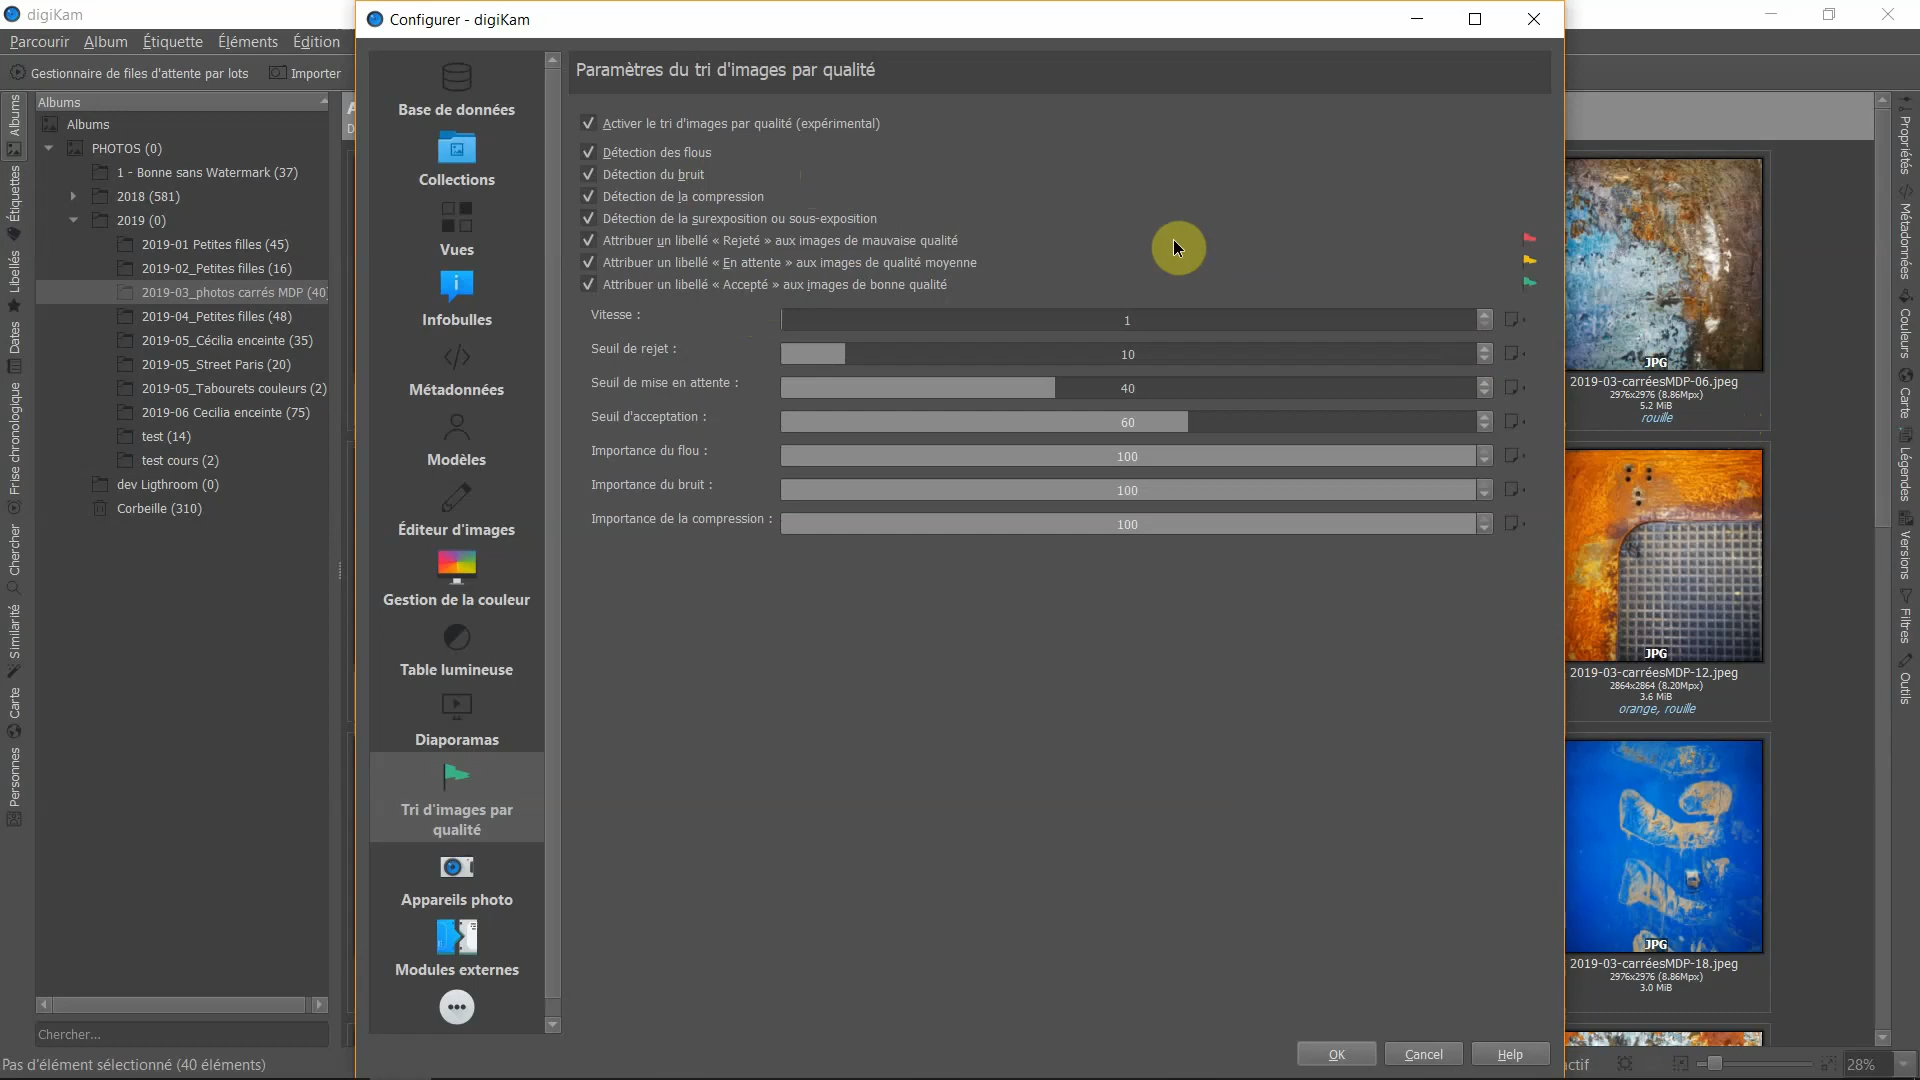 digiKam
Configurer - digiKam
Parcourir Album Étiquette Éléments Édition
Gestionnaire de files d'attente par lots Importer
Albums
Albums
PHOTOS (0)
1 - Bonne sans Watermark (37)
2018 (581)
2019 (0)
2019-01 Petites filles (45)
2019-02_Petites filles (16)
2019-03_photos carrés MDP (40)
2019-04_Petites filles (48)
2019-05_Cécilia enceinte (35)
2019-05_Street Paris (20)
2019-05_Tabourets couleurs (2)
2019-06 Cecilia enceinte (75)
test (14)
test cours (2)
dev Ligthroom (0)
Corbeille (310)
Chercher...
Pas d'élément sélectionné (40 éléments)
Albums
Étiquettes
Libellés
Dates
Frise chronologique
Chercher
Similarité
Carte
Personnes
Base de données
Collections
Vues
Infobulles
Métadonnées
Modèles
Éditeur d'images
Gestion de la couleur
Table lumineuse
Diaporamas
Tri d'images par
qualité
Appareils photo
Modules externes
Paramètres du tri d'images par qualité
Activer le tri d'images par qualité (expérimental)
Détection des flous
Détection du bruit
Détection de la compression
Détection de la surexposition ou sous-exposition
Attribuer un libellé « Rejeté » aux images de mauvaise qualité
Attribuer un libellé « En attente » aux images de qualité moyenne
Attribuer un libellé « Accepté » aux images de bonne qualité
Vitesse : 1
Seuil de rejet : 10
Seuil de mise en attente : 40
Seuil d'acceptation : 60
Importance du flou : 100
Importance du bruit : 100
Importance de la compression : 100
OK Cancel Help
JPG
2019-03-carréesMDP-06.jpeg
2976x2976 (8.86Mpx)
5.2 MiB
rouille
JPG
2019-03-carréesMDP-12.jpeg
2864x2864 (8.20Mpx)
3.6 MiB
orange, rouille
JPG
2019-03-carréesMDP-18.jpeg
2976x2976 (8.86Mpx)
3.0 MiB
Propriétés
Métadonnées
Couleurs
Carte
Légendes
Versions
Filtres
Outils
ctif
28%